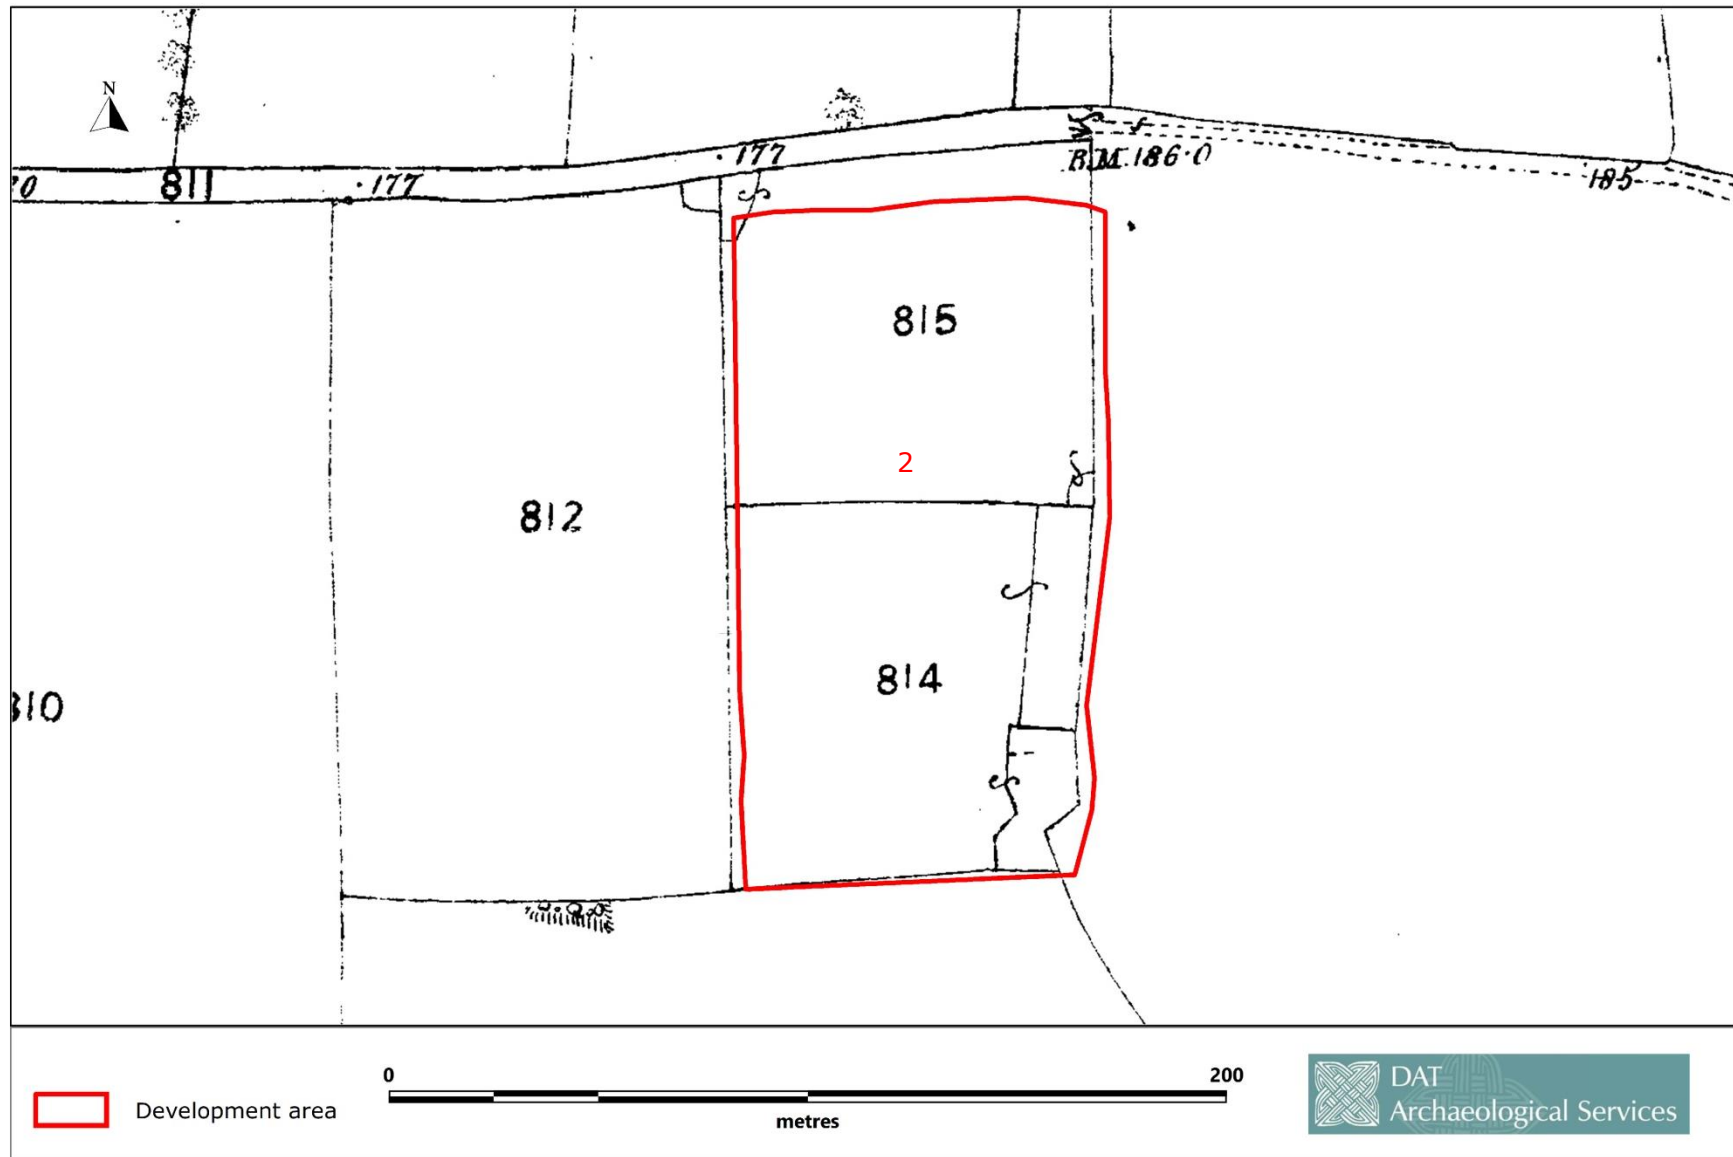 N
177
B.M. 186.0
70
811
177
185
815
2
812
814
810
0
200
metres
Development area
DAT
Archaeological Services